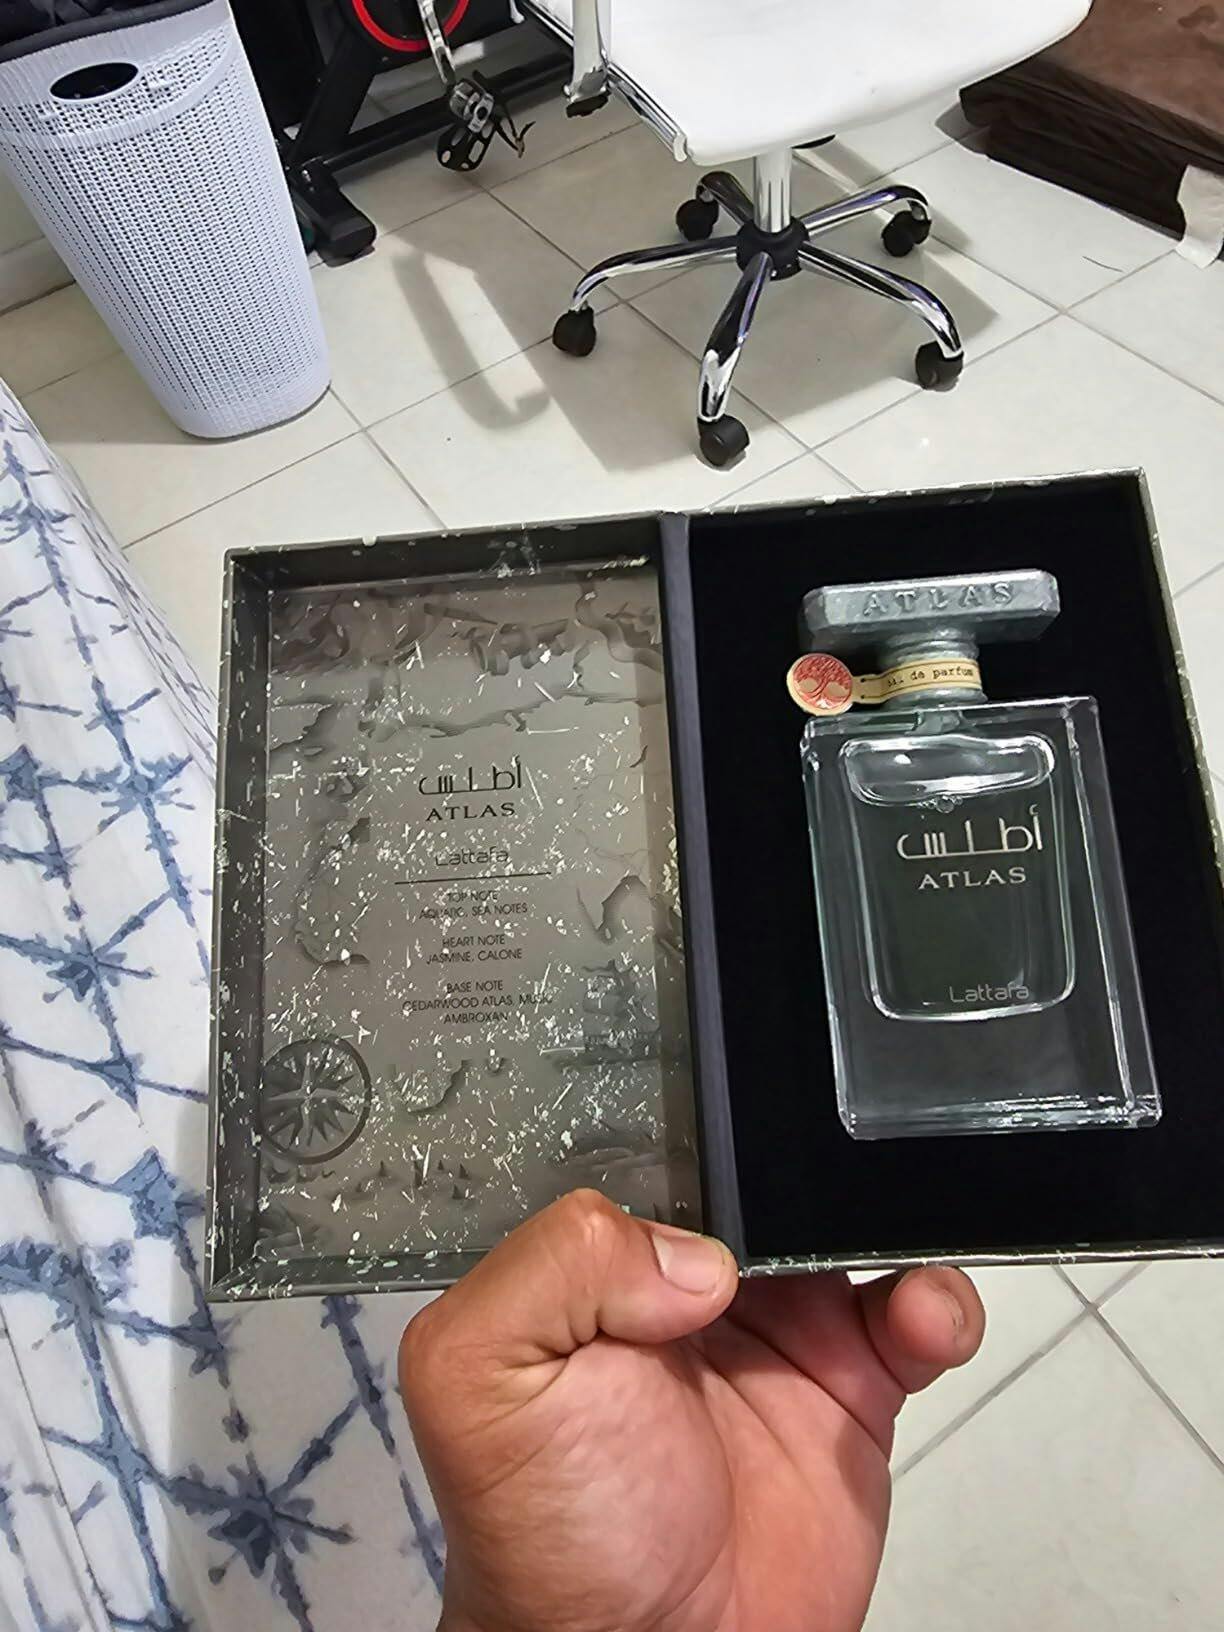 أطلس
ATLAS
Lattafa
TOP NOTE
AQUATIC, SEA NOTES
HEART NOTE
JASMINE, CALONE
BASE NOTE
CEDARWOOD ATLAS, MUSK
AMBROXAN
ATLAS
de parfum
أطلس
ATLAS
Lattafa